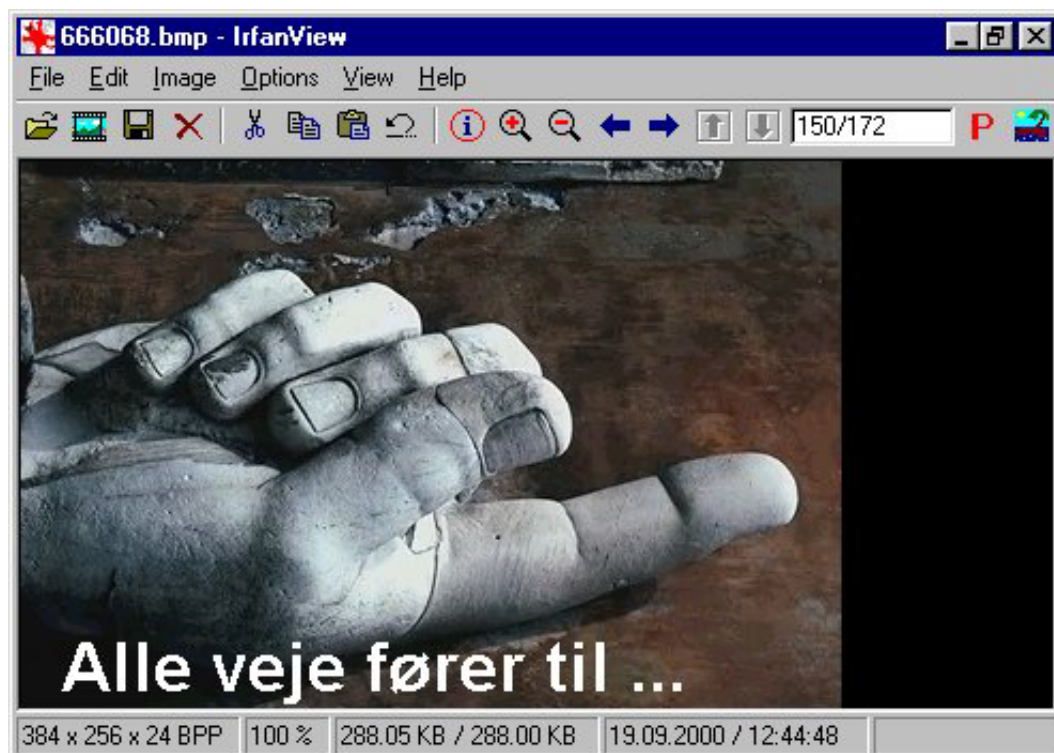 666068.bmp - IrfanView
File Edit Image Options View Help
150/172 P
Alle veje fører til ...
384 x 256 x 24 BPP 100 % 288.05 KB / 288.00 KB 19.09.2000 / 12:44:48